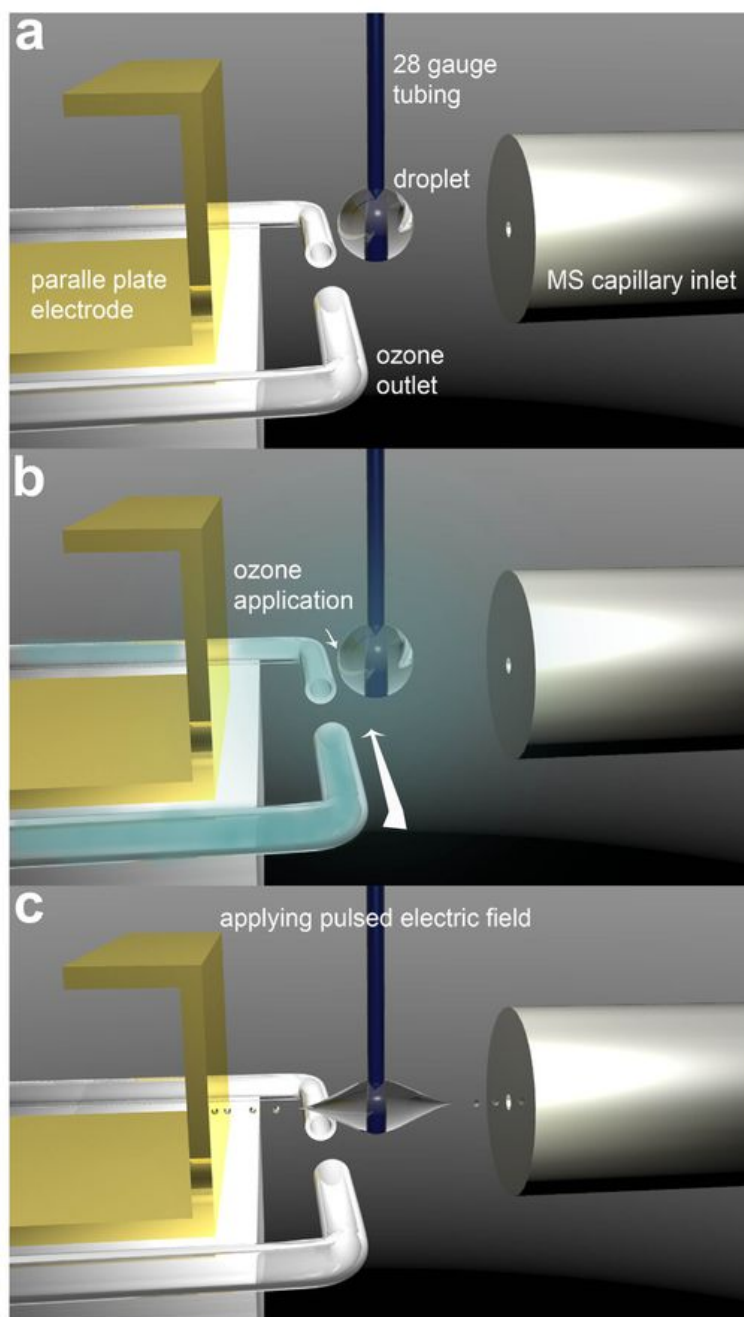 a
28 gauge
tubing
droplet
paralle plate
electrode
MS capillary inlet
ozone
outlet
b
ozone
application
c
applying pulsed electric field